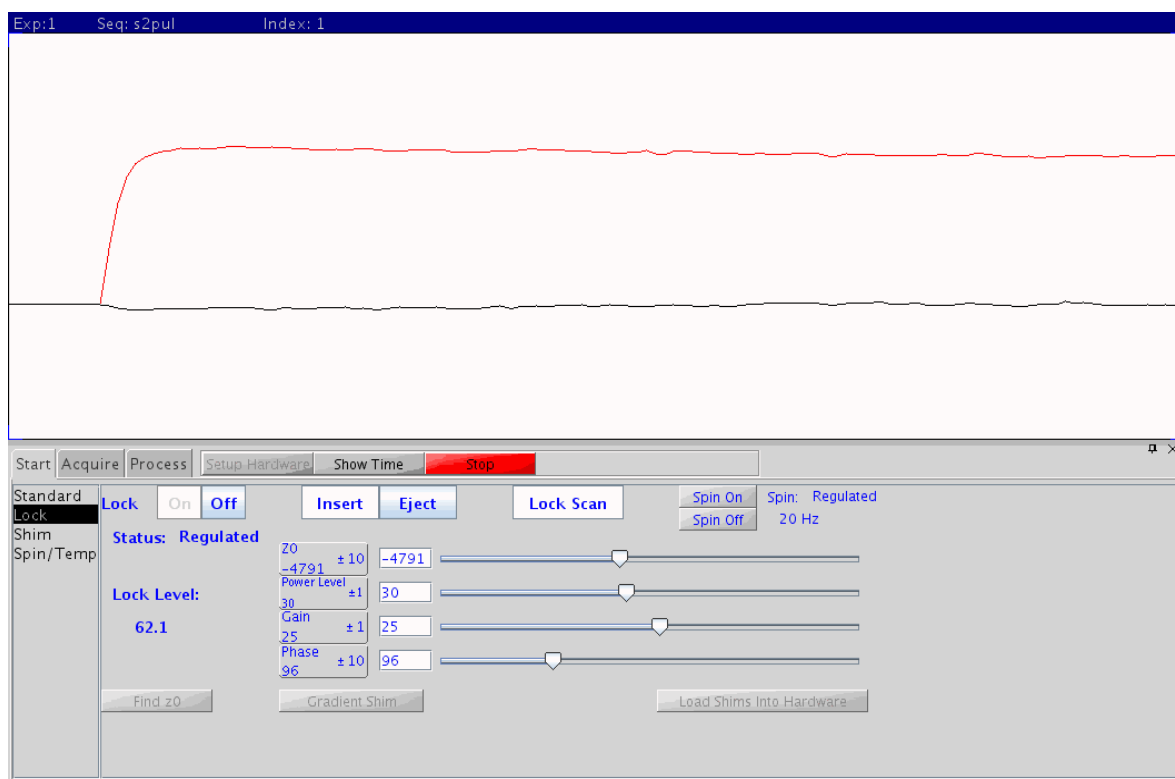 Exp:1 Seq: s2pul Index: 1
Start Acquire Process Setup Hardware Show Time Stop
Standard
Lock
Shim
Spin/Temp
Lock On Off Insert Eject Lock Scan Spin On Spin: Regulated
Spin Off 20 Hz
Status: Regulated
Z0 ±10 -4791
-4791
Power Level ±1 30
30
Lock Level:
62.1
Gain ±1 25
25
Phase ±10 96
96
Find z0 Gradient Shim Load Shims Into Hardware